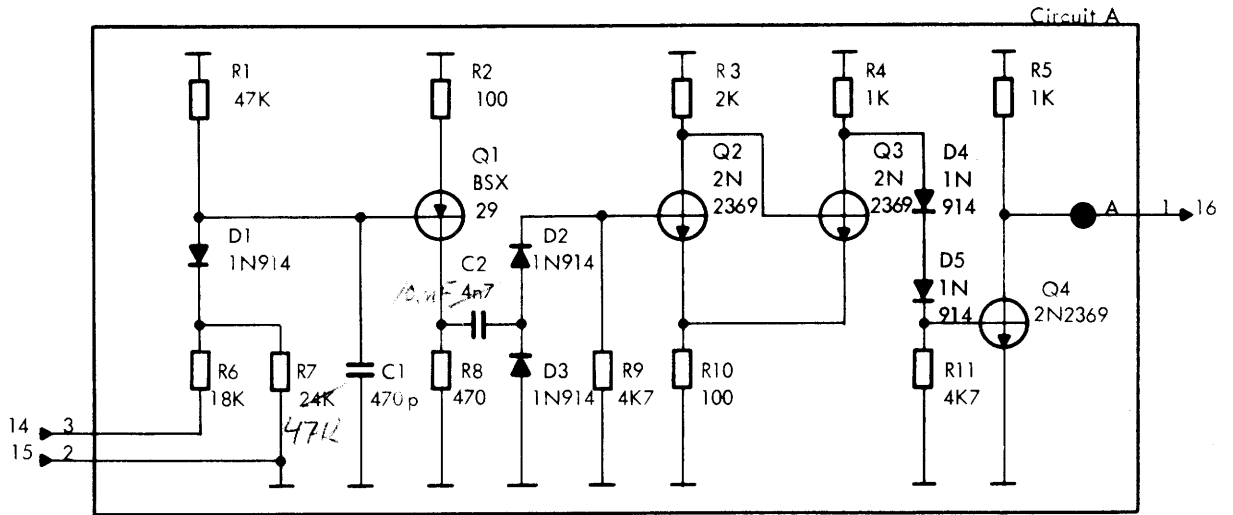 Circuit A
R1
47K
R2
100
R3
2K
R4
1K
R5
1K
Q1
BSX
29
Q2
2N
2369
Q3
2N
2369
D4
1N
914
A
1
16
D1
1N914
C2
10nF
4n7
D2
1N914
D5
1N
914
Q4
2N2369
R6
18K
R7
24K
47K
C1
470p
R8
470
D3
1N914
R9
4K7
R10
100
R11
4K7
14
3
15
2